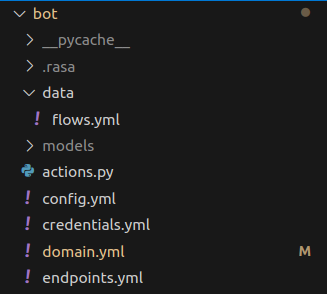 bot
__pycache__
.rasa
data
! flows.yml
models
actions.py
! config.yml
! credentials.yml
! domain.yml M
! endpoints.yml